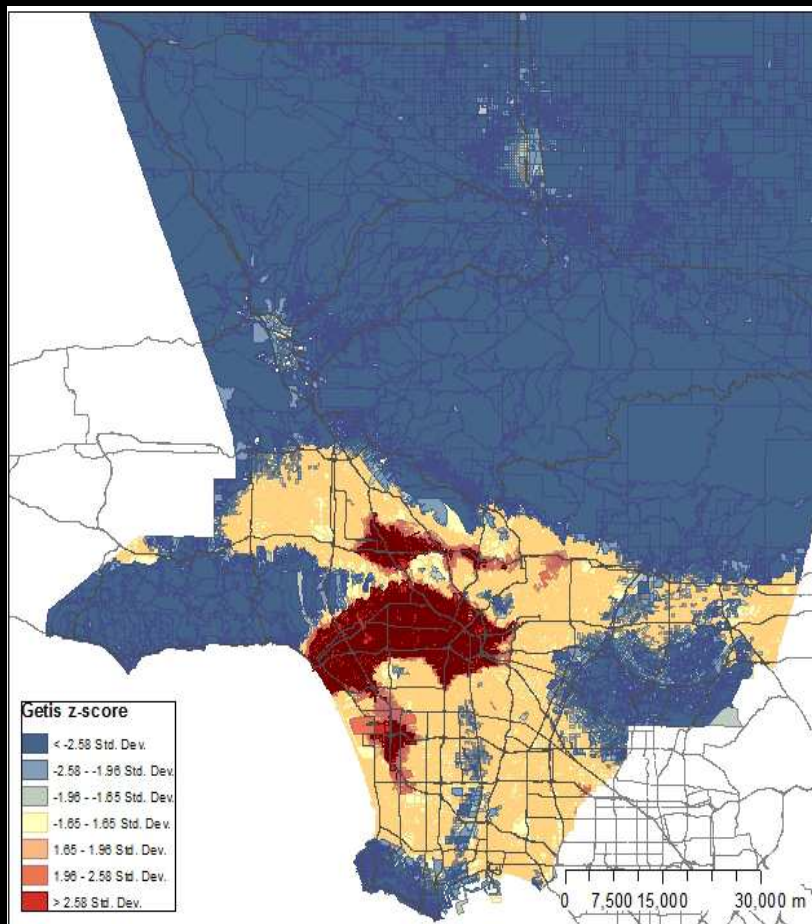 Getis z-score
< -2.58 Std. Dev.
-2.58 - -1.96 Std. Dev.
-1.96 - -1.65 Std. Dev.
-1.65 - 1.65 Std. Dev.
1.65 - 1.96 Std. Dev.
1.96 - 2.58 Std. Dev.
> 2.58 Std. Dev.
0 7,500 15,000 30,000 m